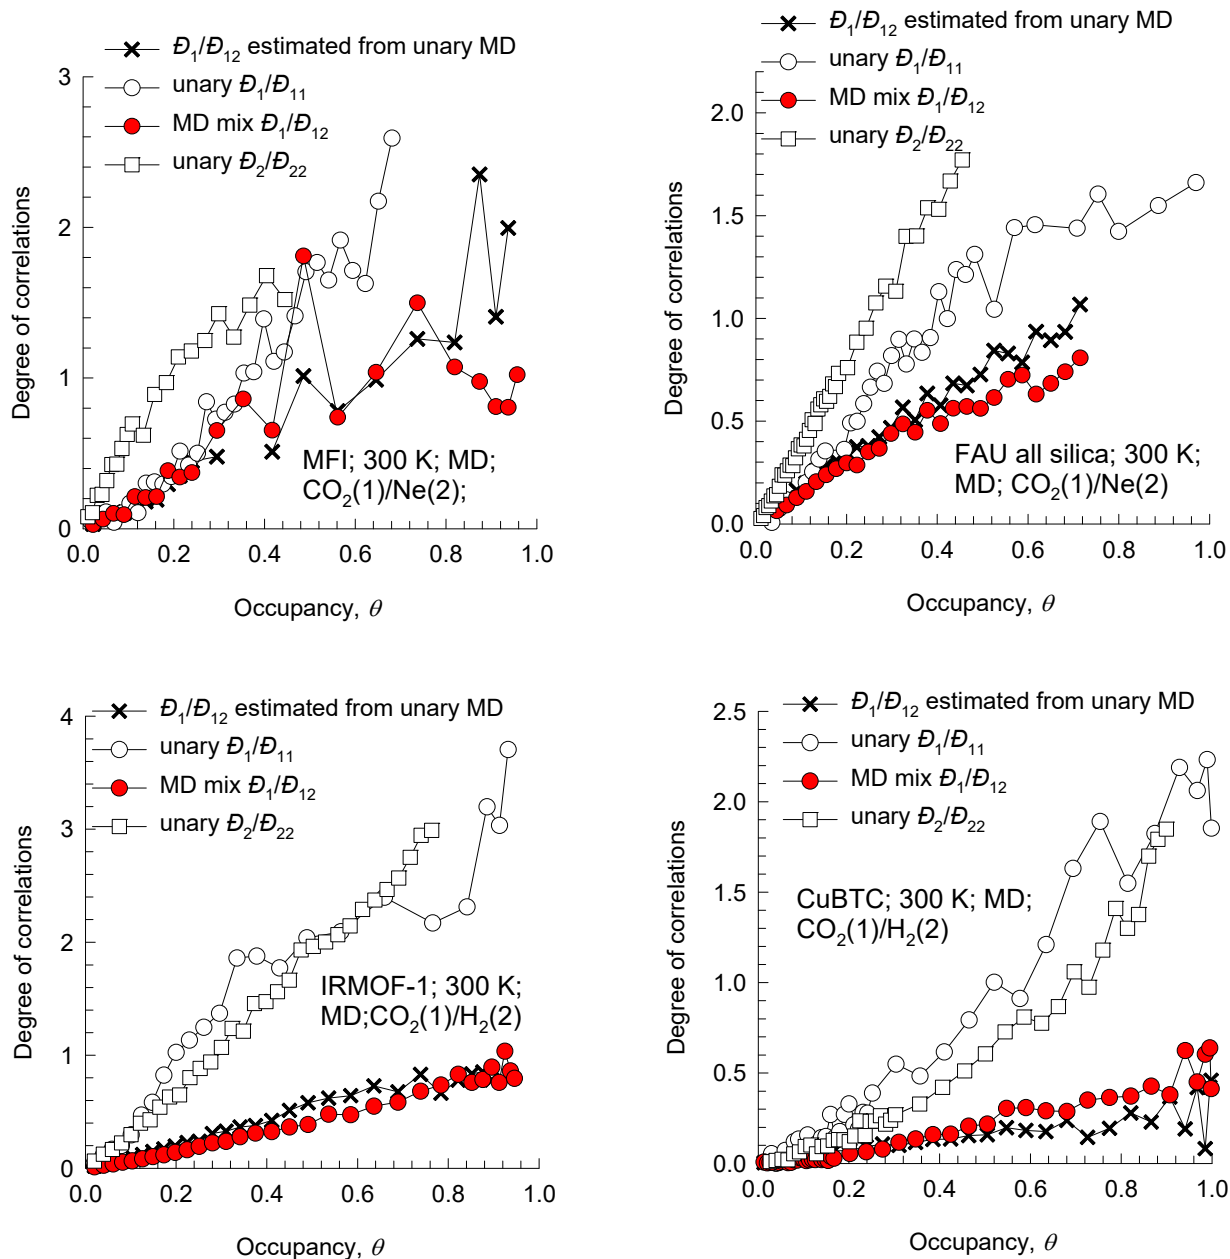 Đ1/Đ12 estimated from unary MD
unary Đ1/Đ11
MD mix Đ1/Đ12
unary Đ2/Đ22
3
2
1
0
Degree of correlations
MFI; 300 K; MD;
CO2(1)/Ne(2);
0.0 0.2 0.4 0.6 0.8 1.0
Occupancy, θ
Đ1/Đ12 estimated from unary MD
unary Đ1/Đ11
MD mix Đ1/Đ12
unary Đ2/Đ22
2.0
1.5
1.0
0.5
0.0
Degree of correlations
FAU all silica; 300 K;
MD; CO2(1)/Ne(2)
0.0 0.2 0.4 0.6 0.8 1.0
Occupancy, θ
Đ1/Đ12 estimated from unary MD
unary Đ1/Đ11
MD mix Đ1/Đ12
unary Đ2/Đ22
4
3
2
1
0
Degree of correlations
IRMOF-1; 300 K;
MD;CO2(1)/H2(2)
0.0 0.2 0.4 0.6 0.8 1.0
Occupancy, θ
Đ1/Đ12 estimated from unary MD
unary Đ1/Đ11
MD mix Đ1/Đ12
unary Đ2/Đ22
2.5
2.0
1.5
1.0
0.5
0.0
Degree of correlations
CuBTC; 300 K; MD;
CO2(1)/H2(2)
0.0 0.2 0.4 0.6 0.8 1.0
Occupancy, θ